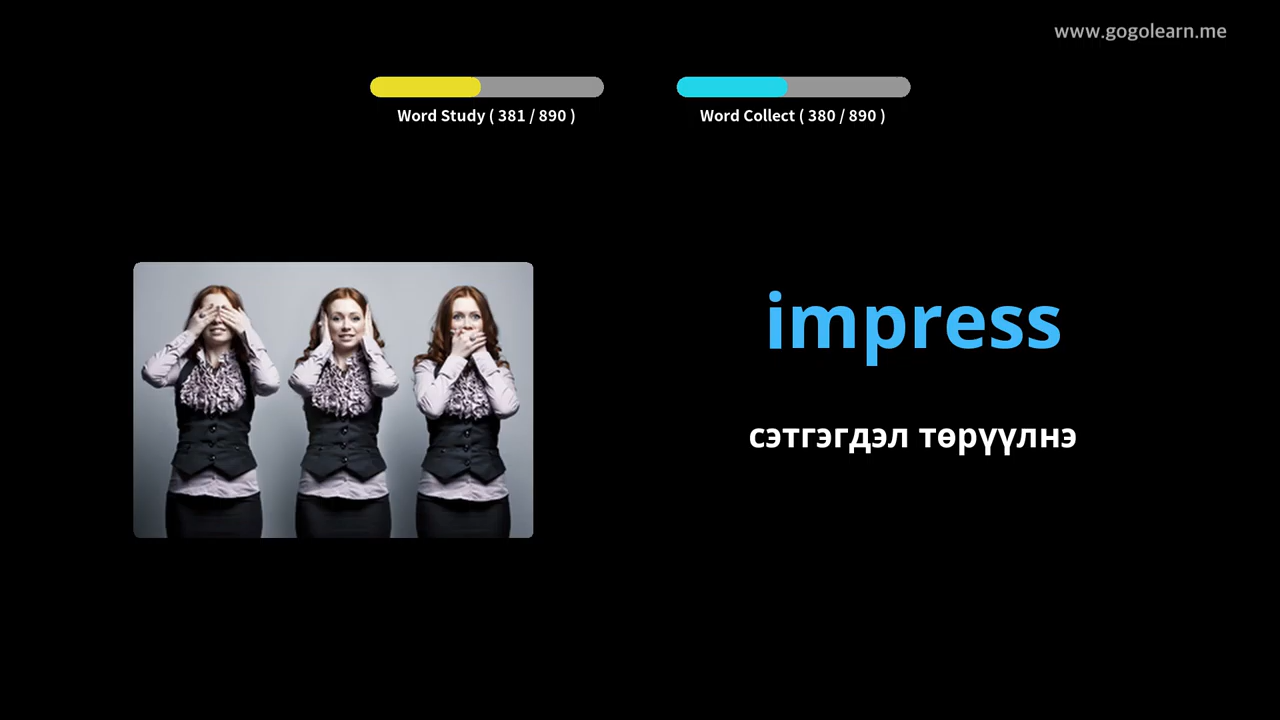 www.gogolearn.me
Word Study ( 381 / 890 )
Word Collect ( 380 / 890 )
impress
сэтгэгдэл төрүүлнэ